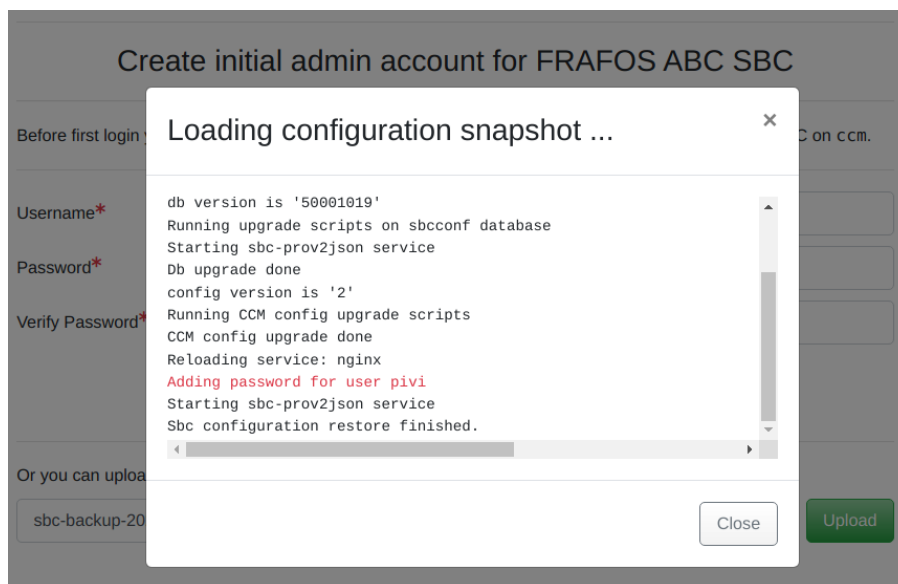 Create initial admin account for FRAFOS ABC SBC
Before first login
C on ccm.
Loading configuration snapshot ...
×
Username*
Password*
Verify Password*
db version is '50001019'
Running upgrade scripts on sbcconf database
Starting sbc-prov2json service
Db upgrade done
config version is '2'
Running CCM config upgrade scripts
CCM config upgrade done
Reloading service: nginx
Adding password for user pivi
Starting sbc-prov2json service
Sbc configuration restore finished.
Or you can uploa
sbc-backup-20
Close
Upload